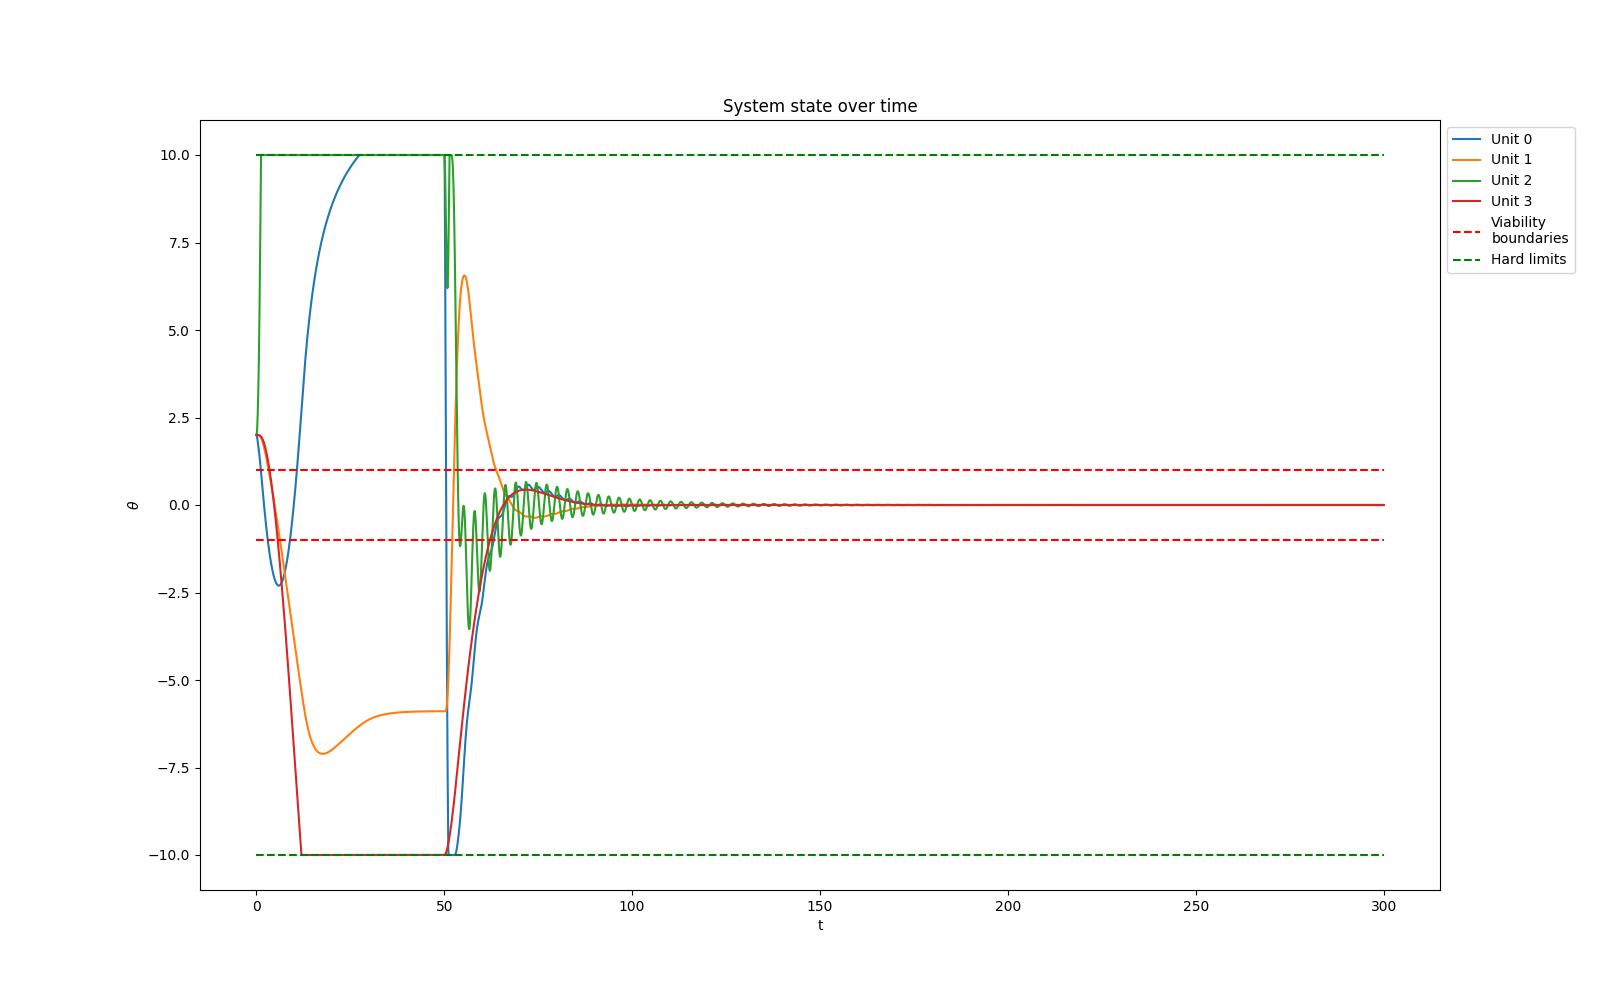 System state over time
10.0
7.5
5.0
2.5
0.0
−2.5
−5.0
−7.5
−10.0
θ
0 50 100 150 200 250 300
t
Unit 0
Unit 1
Unit 2
Unit 3
Viability
boundaries
Hard limits